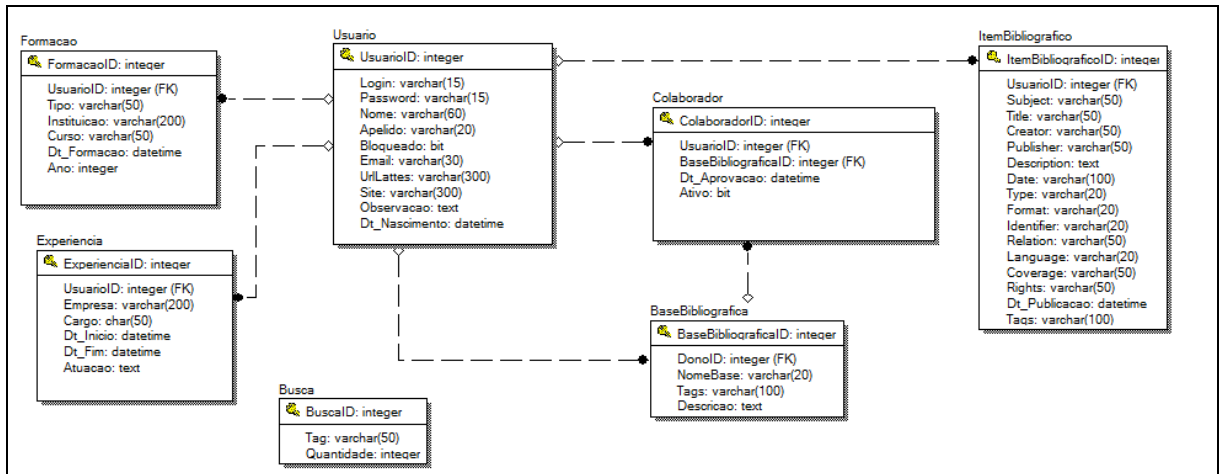 Formacao
FormacaoID: integer
UsuarioID: integer (FK)
Tipo: varchar(50)
Instituicao: varchar(200)
Curso: varchar(50)
Dt_Formacao: datetime
Ano: integer
Experiencia
ExperienciaID: integer
UsuarioID: integer (FK)
Empresa: varchar(200)
Cargo: char(50)
Dt_Inicio: datetime
Dt_Fim: datetime
Atuacao: text
Usuario
UsuarioID: integer
Login: varchar(15)
Password: varchar(15)
Nome: varchar(60)
Apelido: varchar(20)
Bloqueado: bit
Email: varchar(30)
UrlLattes: varchar(300)
Site: varchar(300)
Observacao: text
Dt_Nascimento: datetime
Busca
BuscaID: integer
Tag: varchar(50)
Quantidade: integer
Colaborador
ColaboradorID: integer
UsuarioID: integer (FK)
BaseBibliograficaID: integer (FK)
Dt_Aprovacao: datetime
Ativo: bit
BaseBibliografica
BaseBibliograficaID: integer
DonoID: integer (FK)
NomeBase: varchar(20)
Tags: varchar(100)
Descricao: text
ItemBibliografico
ItemBibliograficoID: integer
UsuarioID: integer (FK)
Subject: varchar(50)
Title: varchar(50)
Creator: varchar(50)
Publisher: varchar(50)
Description: text
Date: varchar(100)
Type: varchar(20)
Format: varchar(20)
Identifier: varchar(20)
Relation: varchar(50)
Language: varchar(20)
Coverage: varchar(50)
Rights: varchar(50)
Dt_Publicacao: datetime
Tags: varchar(100)